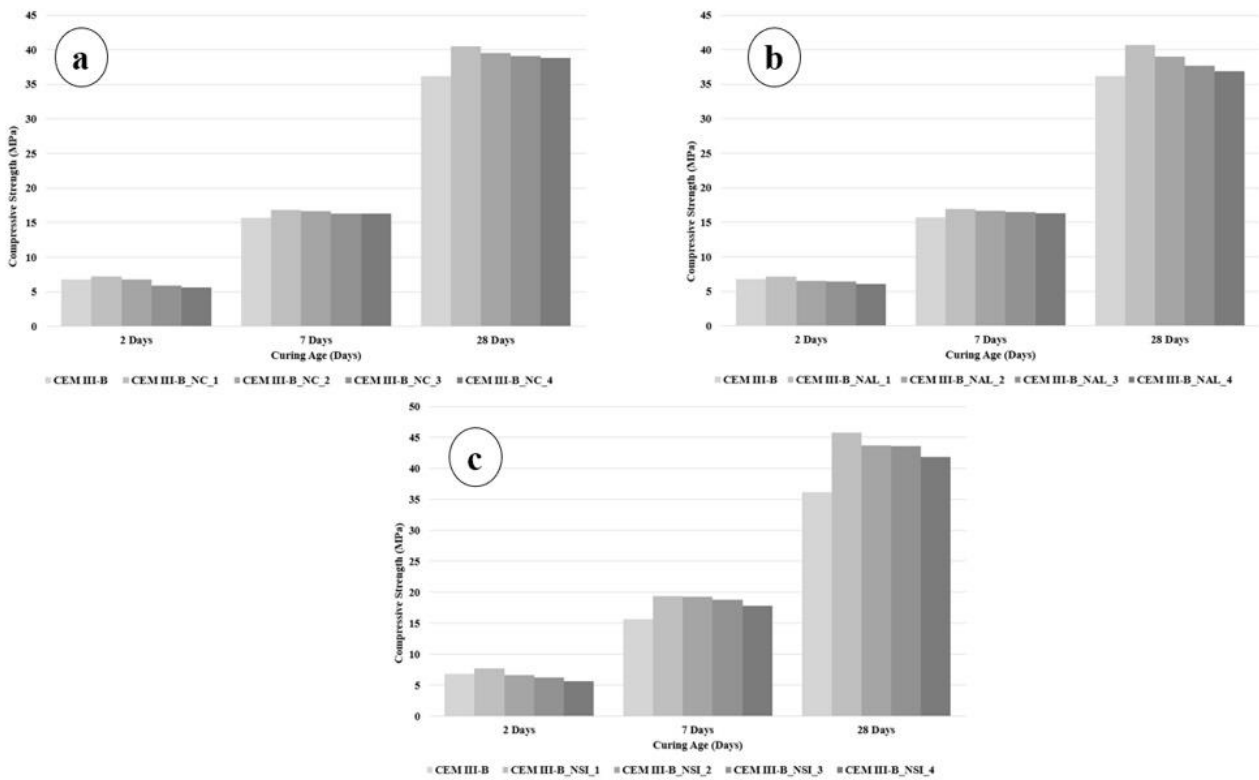 a
45
40
35
30
25
20
15
10
5
0
Compressive Strength (MPa)
2 Days 7 Days 28 Days
Curing Age (Days)
CEM III-B CEM III-B_NC_1 CEM III-B_NC_2 CEM III-B_NC_3 CEM III-B_NC_4
b
45
40
35
30
25
20
15
10
5
0
Compressive Strength (MPa)
2 Days 7 Days 28 Days
Curing Age (Days)
CEM III-B CEM III-B_NAL_1 CEM III-B_NAL_2 CEM III-B_NAL_3 CEM III-B_NAL_4
c
50
45
40
35
30
25
20
15
10
5
0
Compressive Strength (MPa)
2 Days 7 Days 28 Days
Curing Age (Days)
CEM III-B CEM III-B_NSI_1 CEM III-B_NSI_2 CEM III-B_NSI_3 CEM III-B_NSI_4